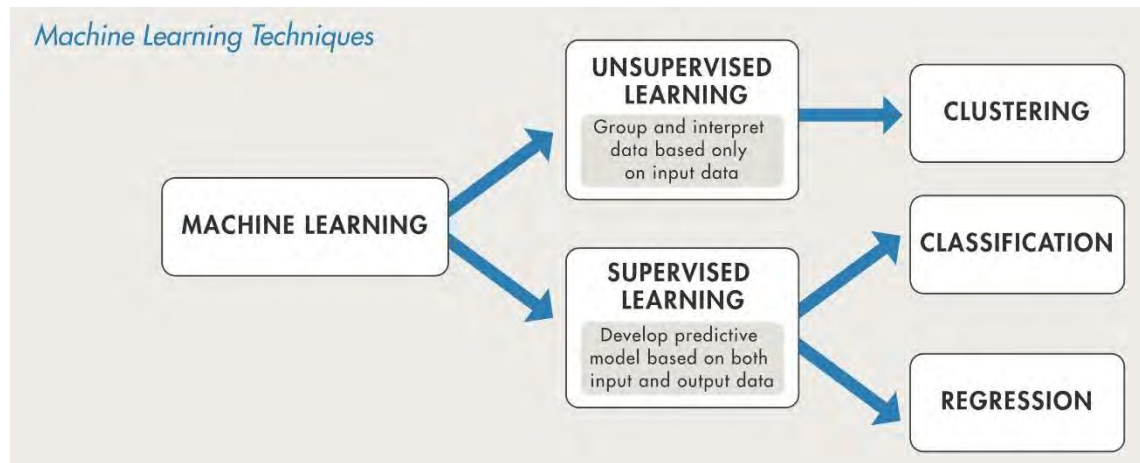 Machine Learning Techniques
MACHINE LEARNING
UNSUPERVISED
LEARNING
Group and interpret
data based only
on input data
SUPERVISED
LEARNING
Develop predictive
model based on both
input and output data
CLUSTERING
CLASSIFICATION
REGRESSION